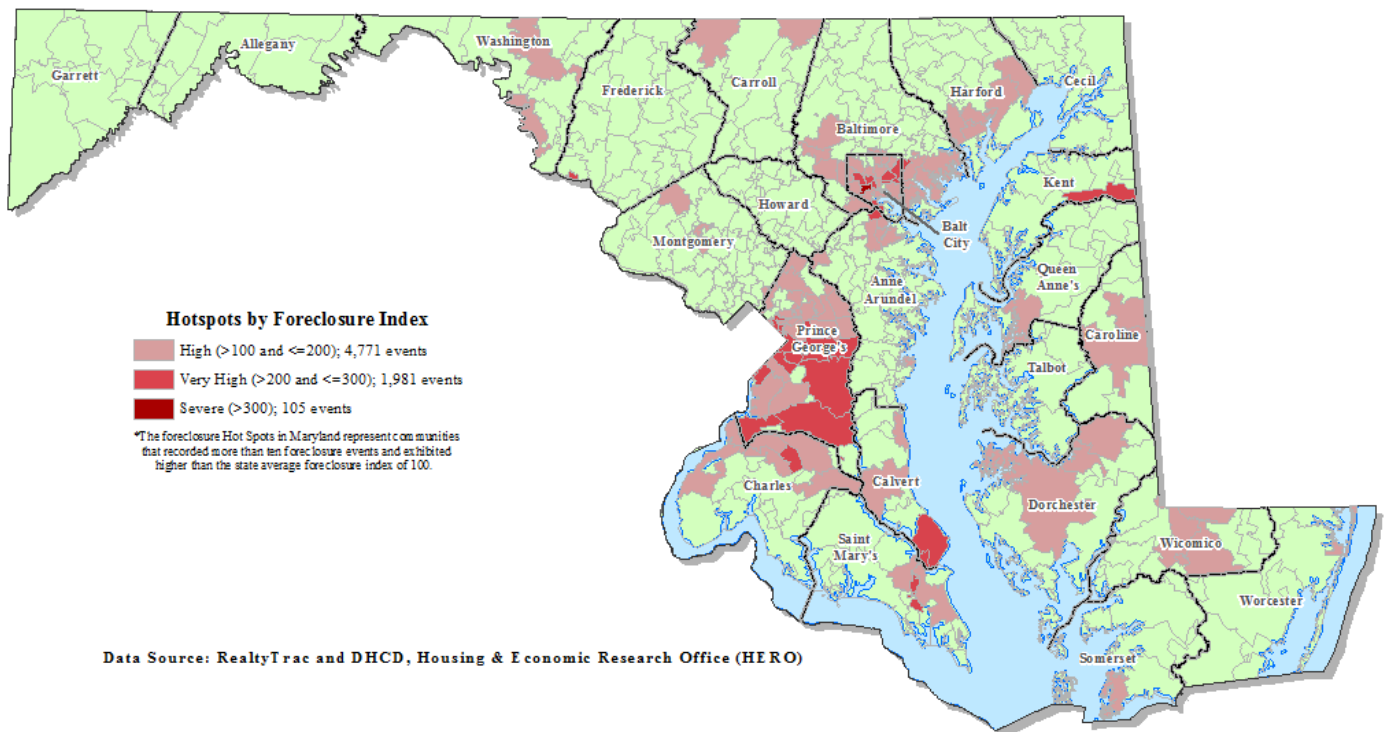 Garrett
Allegany
Washington
Frederick
Carroll
Baltimore
Harford
Cecil
Kent
Howard
Montgomery
Balt
City
Queen
Anne's
Anne
Arundel
Prince
George's
Caroline
Talbot
Hotspots by Foreclosure Index
High (>100 and <=200); 4,771 events
Very High (>200 and <=300); 1,981 events
Severe (>300); 105 events
*The foreclosure Hot Spots in Maryland represent communities
that recorded more than ten foreclosure events and exhibited
higher than the state average foreclosure index of 100.
Charles
Calvert
Dorchester
Saint
Mary's
Wicomico
Worcester
Somerset
Data Source: RealtyTrac and DHCD, Housing & Economic Research Office (HERO)